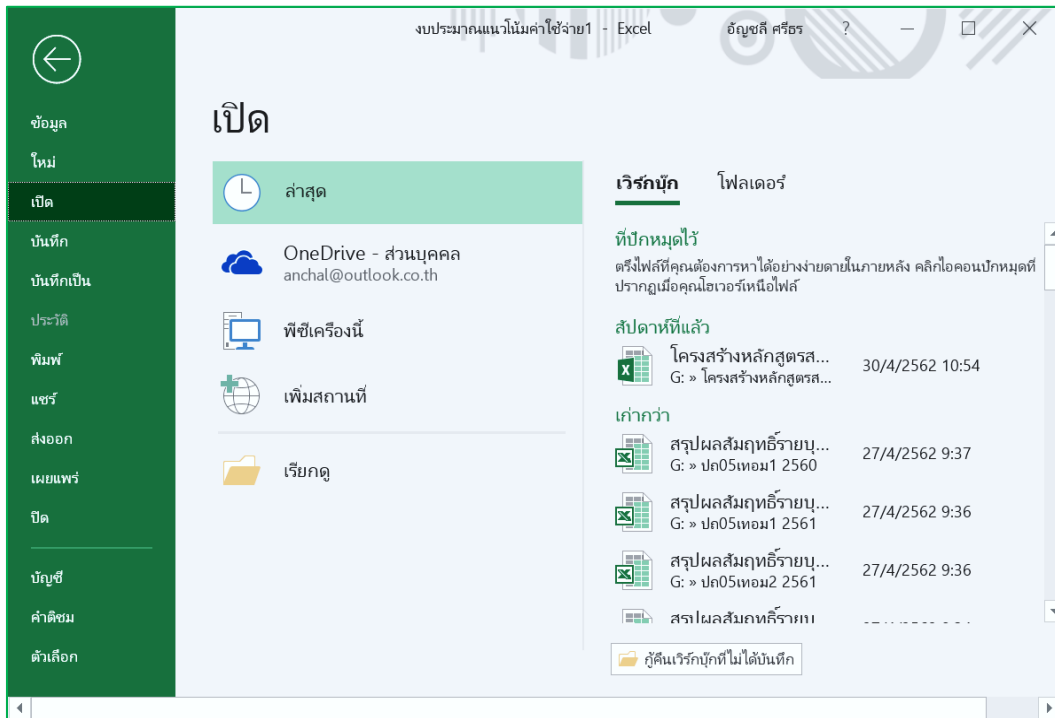 งบประมาณแนวโน้มค่าใช้จ่าย1 - Excel
อัญชลี ศรีธร
?
ข้อมูล
ใหม่
เปิด
บันทึก
บันทึกเป็น
ประวัติ
พิมพ์
แชร์
ส่งออก
เผยแพร่
ปิด
บัญชี
คำติชม
ตัวเลือก
เปิด
ล่าสุด
OneDrive - ส่วนบุคคล
anchal@outlook.co.th
พีซีเครื่องนี้
เพิ่มสถานที่
เรียกดู
เวิร์กบุ๊ก โฟลเดอร์
ที่ปักหมุดไว้
ตรึงไฟล์ที่คุณต้องการหาได้อย่างง่ายดายในภายหลัง คลิกไอคอนปักหมุดที่
ปรากฏเมื่อคุณโฮเวอร์เหนือไฟล์
สัปดาห์ที่แล้ว
โครงสร้างหลักสูตรส... 30/4/2562 10:54
G: » โครงสร้างหลักสูตรส...
เก่ากว่า
สรุปผลสัมฤทธิ์รายบุ... 27/4/2562 9:37
G: » ปถ05เทอม1 2560
สรุปผลสัมฤทธิ์รายบุ... 27/4/2562 9:36
G: » ปถ05เทอม1 2561
สรุปผลสัมฤทธิ์รายบุ... 27/4/2562 9:36
G: » ปถ05เทอม2 2561
กู้คืนเวิร์กบุ๊กที่ไม่ได้บันทึก